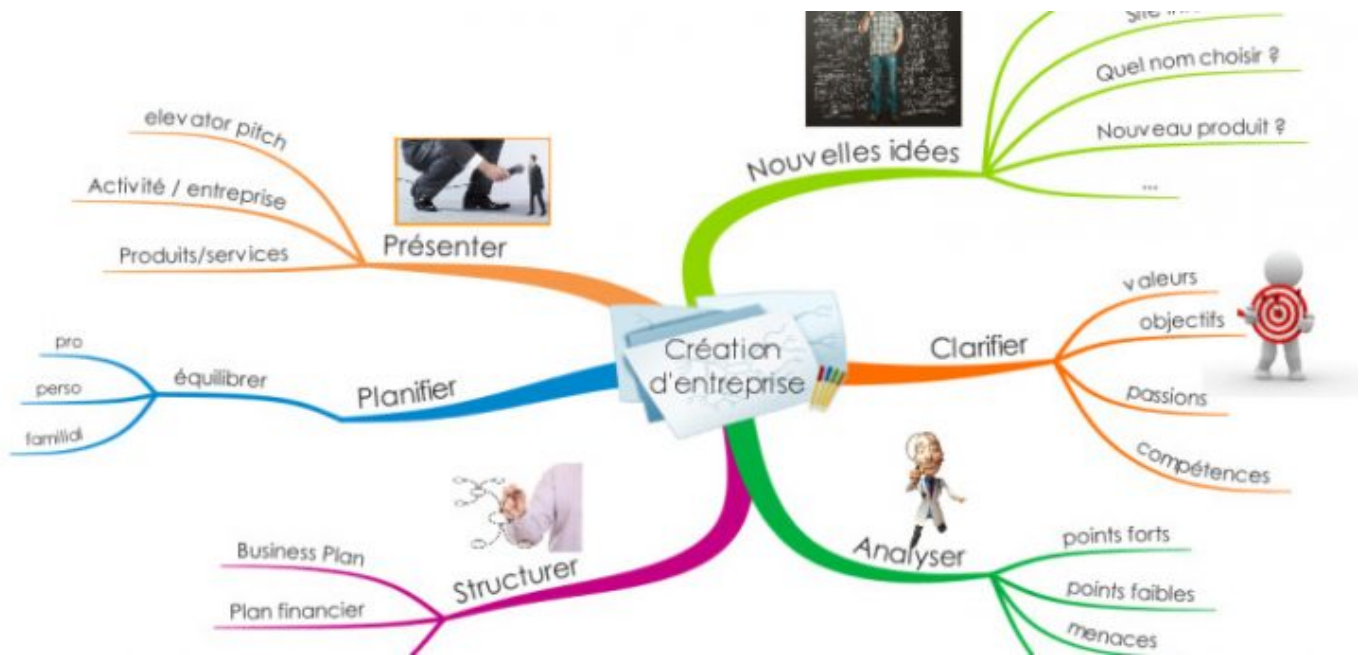 Création
d'entreprise
Nouvelles idées
Quel nom choisir ?
Nouveau produit ?
...
Clarifier
valeurs
objectifs
passions
compétences
Analyser
points forts
points faibles
menaces
Structurer
Business Plan
Plan financier
Planifier
équilibrer
pro
perso
familial
Présenter
elevator pitch
Activité / entreprise
Produits/services